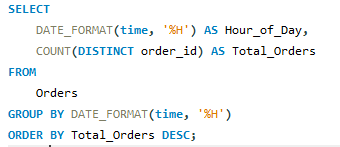 SELECT
DATE_FORMAT(time, '%H') AS Hour_of_Day,
COUNT(DISTINCT order_id) AS Total_Orders
FROM
Orders
GROUP BY DATE_FORMAT(time, '%H')
ORDER BY Total_Orders DESC;